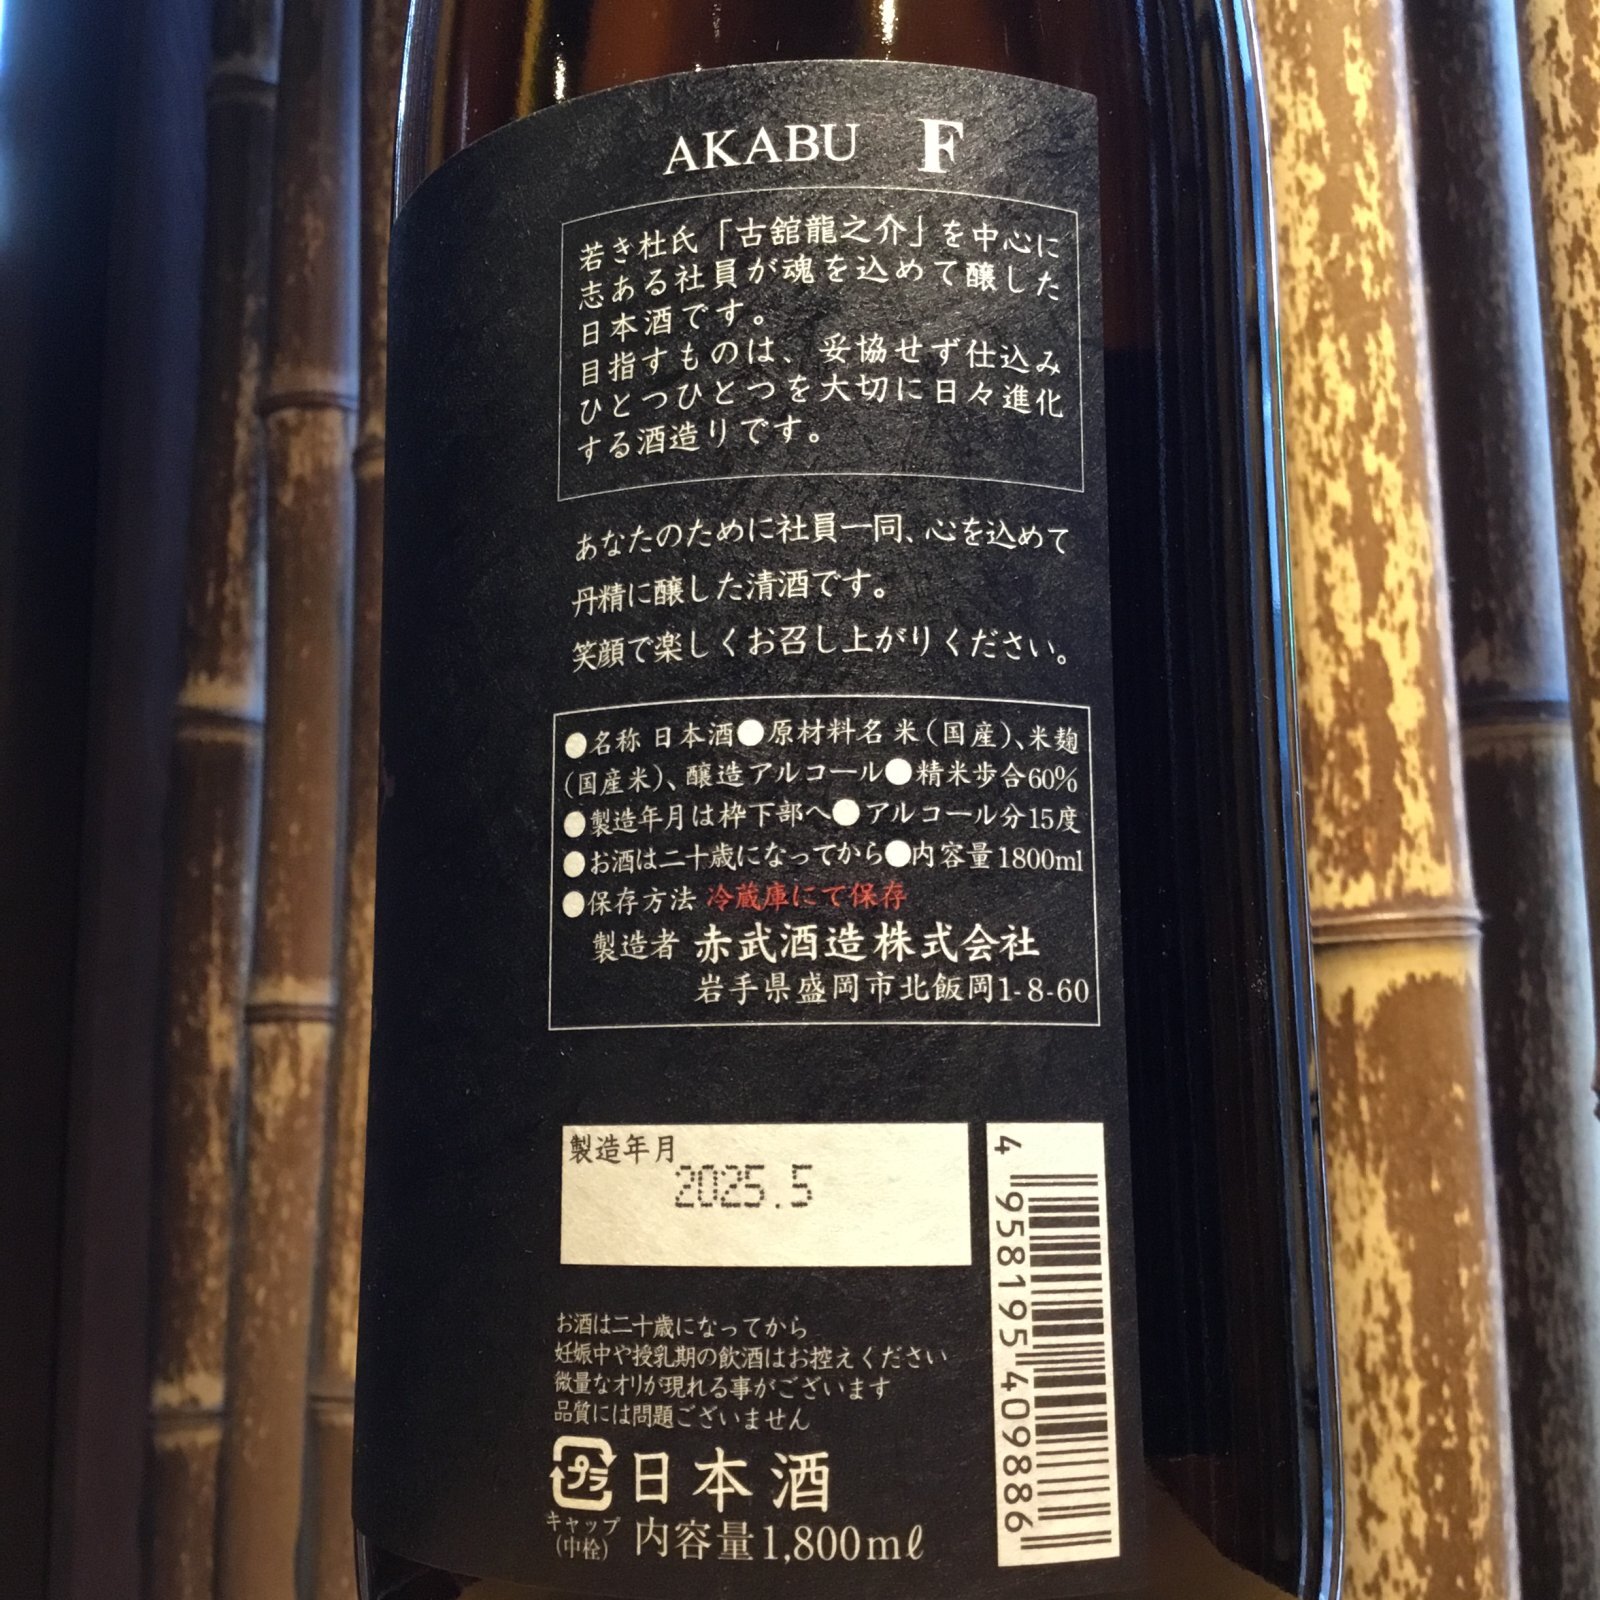 AKABU F
若き杜氏「古舘龍之介」を中心に
志ある社員が魂を込めて醸した
日本酒です。
目指すものは、妥協せず仕込み
ひとつひとつを大切に日々進化
する酒造りです。
あなたのために社員一同、心を込めて
丹精に醸した清酒です。
笑顔で楽しくお召し上がりください。
●名称 日本酒●原材料名 米(国産)、米麹
(国産米)、醸造アルコール●精米歩合60%
●製造年月は枠下部へ●アルコール分15度
●お酒は二十歳になってから●内容量1800ml
●保存方法 冷蔵庫にて保存
製造者 赤武酒造株式会社
岩手県盛岡市北飯岡1-8-60
製造年月
2025.5
4 958195 409886
お酒は二十歳になってから
妊娠中や授乳期の飲酒はお控えください
微量なオリが現れる事がございます
品質には問題ございません
プラ 日本酒
キャップ
(中栓)
内容量1,800mℓ